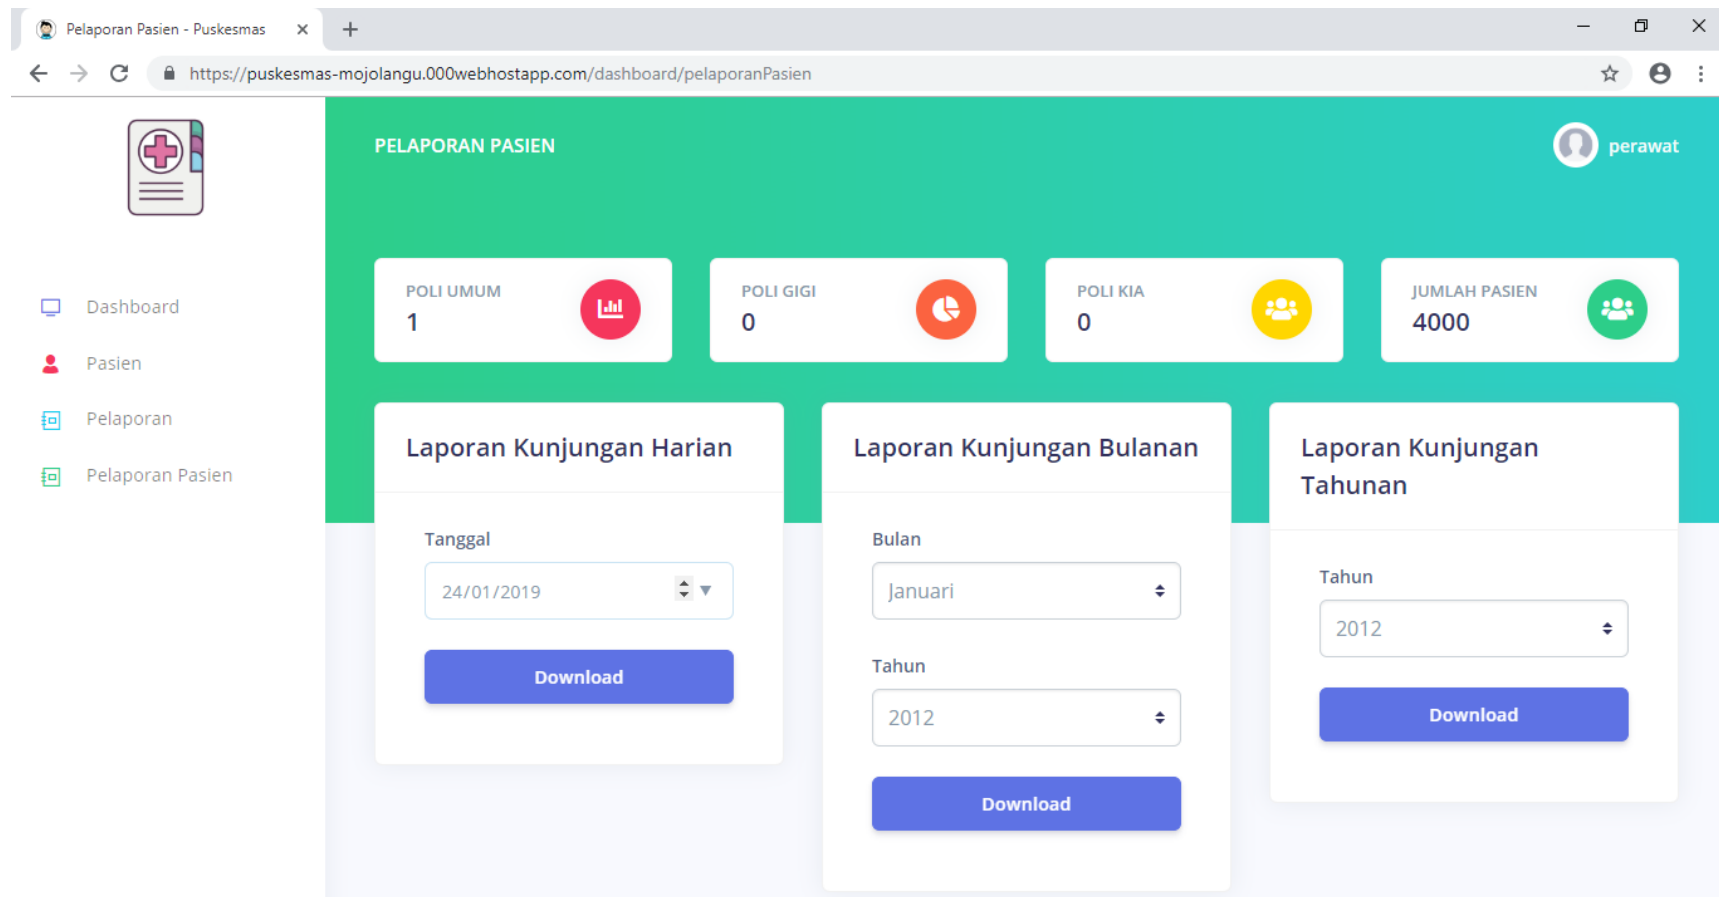 Pelaporan Pasien - Puskesmas
https://puskesmas-mojolangu.000webhostapp.com/dashboard/pelaporanPasien
PELAPORAN PASIEN
perawat
Dashboard
Pasien
Pelaporan
Pelaporan Pasien
POLI UMUM
1
POLI GIGI
0
POLI KIA
0
JUMLAH PASIEN
4000
Laporan Kunjungan Harian
Tanggal
24/01/2019
Download
Laporan Kunjungan Bulanan
Bulan
Januari
Tahun
2012
Download
Laporan Kunjungan
Tahunan
Tahun
2012
Download